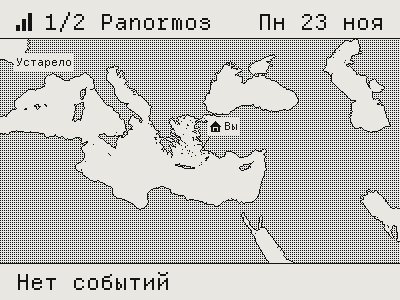 1/2 Panormos Пн 23 ноя
Устарело
Вы
Нет событий